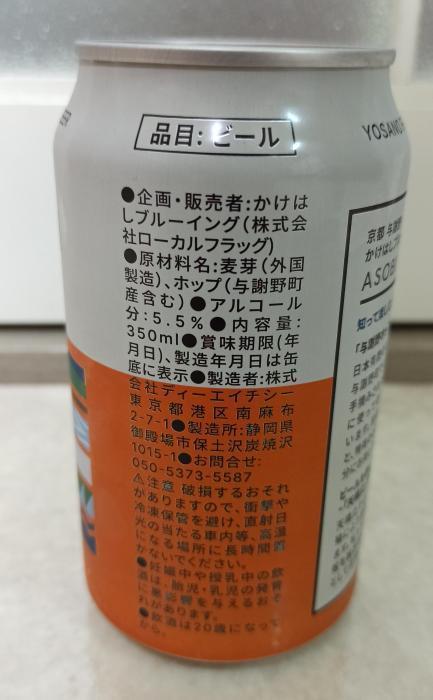 品目: ビール
●企画・販売者:かけは
しブルーイング(株式会
社ローカルフラッグ)
●原材料名:麦芽(外国
製造)、ホップ(与謝野町
産含む)●アルコール
分:5.5%●内容量:
350ml●賞味期限(年
月日)、製造年月日は缶
底に表示●製造者:株式
会社ディーエイチシー
東京都港区南麻布
2-7-1●製造所:静岡県
御殿場市保土沢炭焼沢
1015-1●お問合せ:
050-5373-5587
⚠注意 破損するおそれ
がありますので、衝撃や
冷凍保管を避け、直射日
光の当たる車内等、高温
になる場所に長時間置
かないでください。
●妊娠中や授乳中の飲
酒は、胎児・乳児の発育
に悪影響を与えるおそ
れがあります。
●飲酒は20歳になって
から。
YOSANO
京都 与謝野
かけはしブル
知って楽し